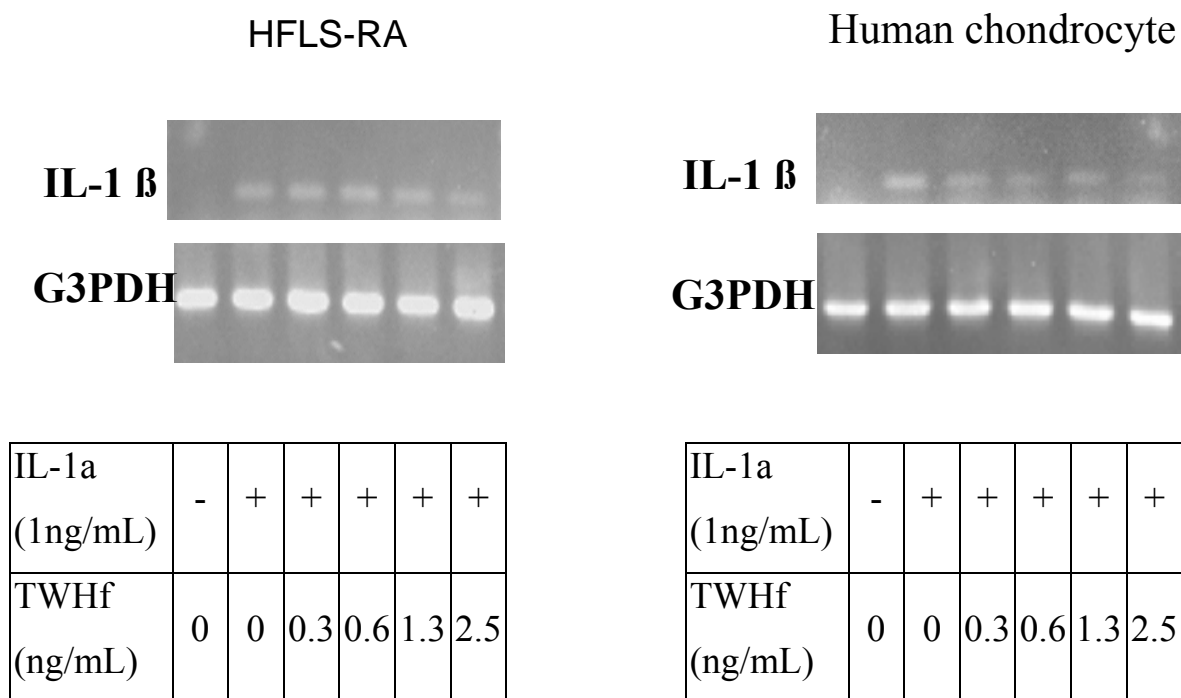 HFLS-RA
IL-1 ß
G3PDH
IL-1a (1ng/mL) - + + + + +
TWHf (ng/mL) 0 0 0.3 0.6 1.3 2.5
Human chondrocyte
IL-1 ß
G3PDH
IL-1a (1ng/mL) - + + + + +
TWHf (ng/mL) 0 0 0.3 0.6 1.3 2.5